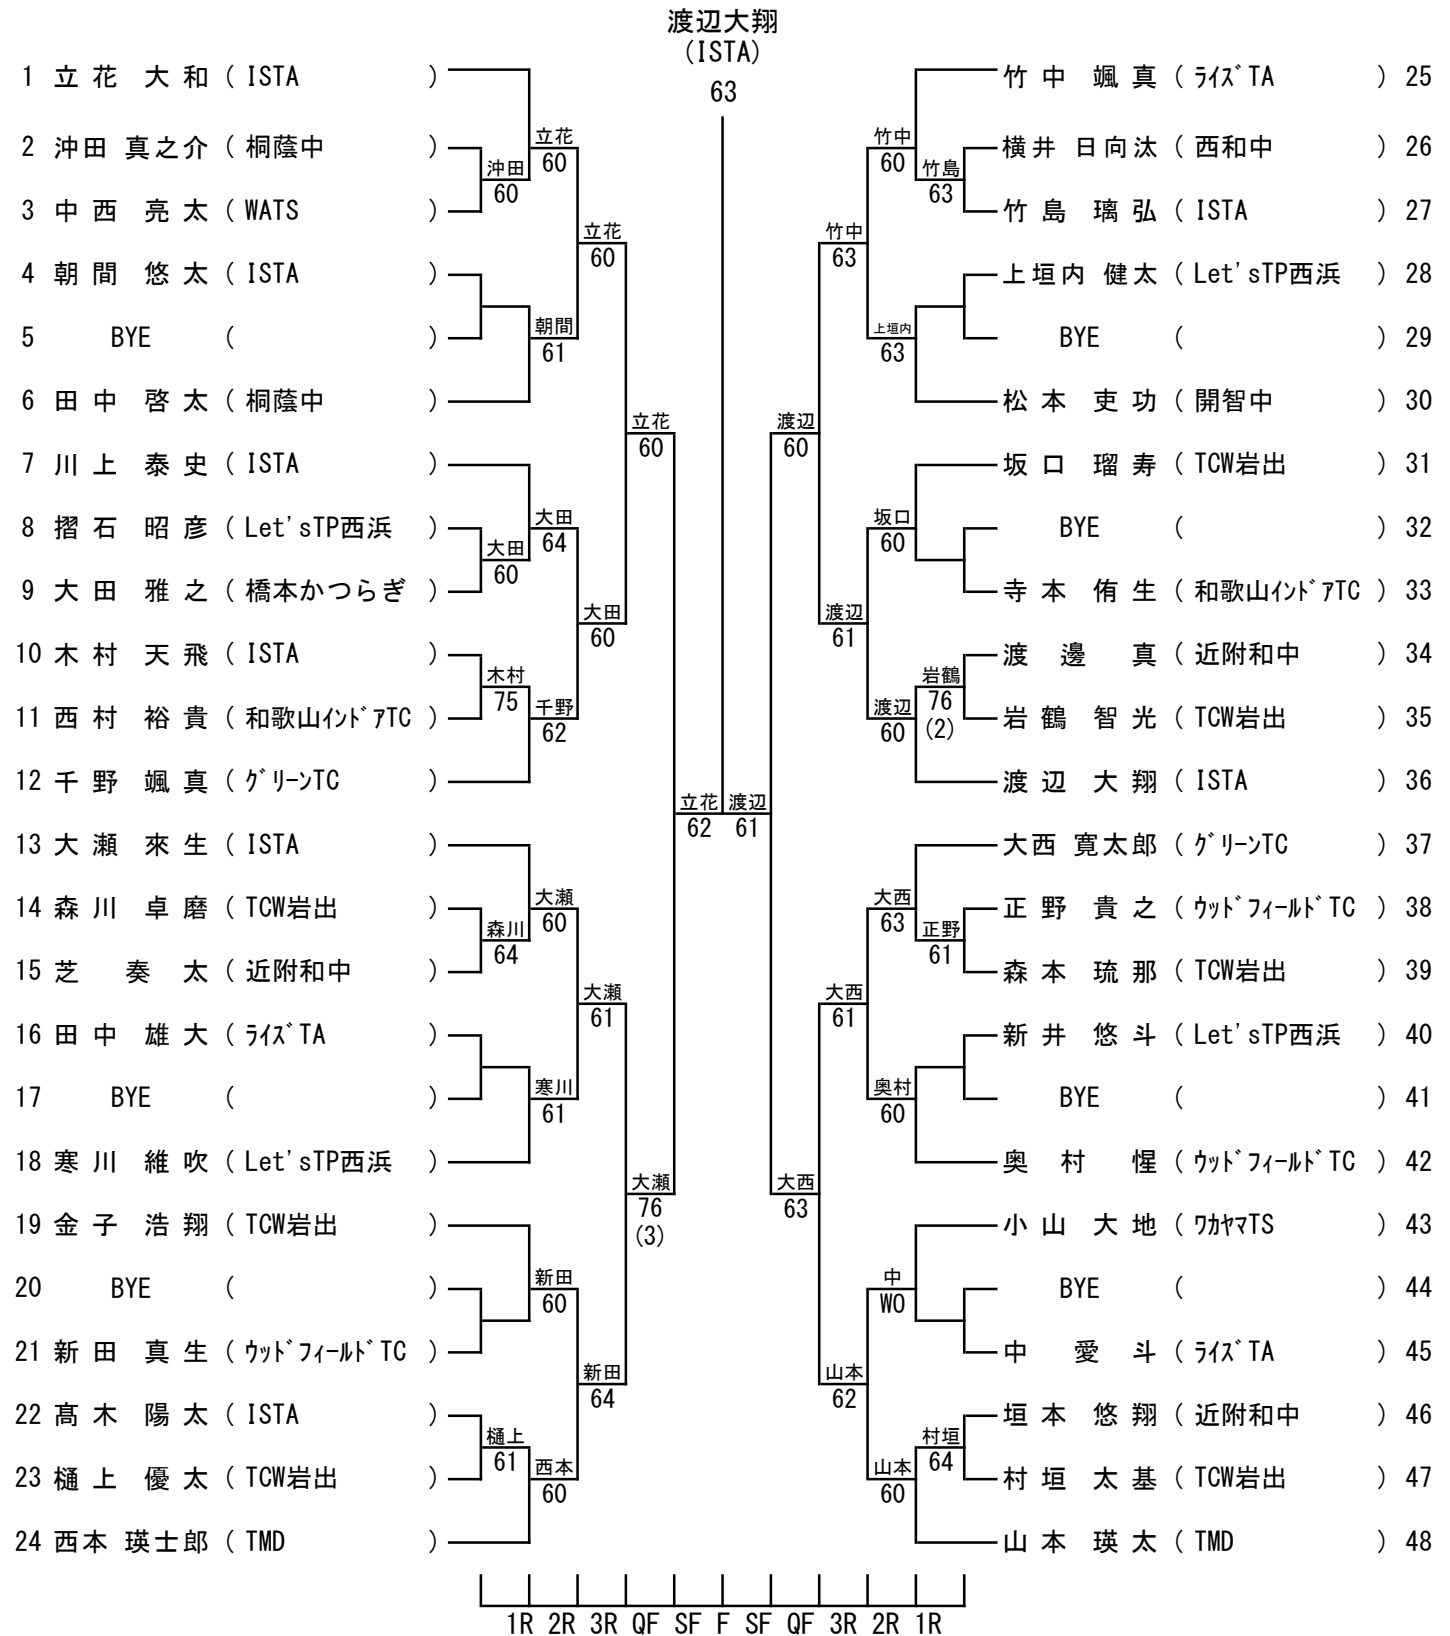 渡辺大翔
(ISTA)
63
1 立花 大和 ( ISTA )
2 沖田 真之介 ( 桐蔭中 )
3 中西 亮太 ( WATS )
4 朝間 悠太 ( ISTA )
5 BYE ( )
6 田中 啓太 ( 桐蔭中 )
7 川上 泰史 ( ISTA )
8 摺石 昭彦 ( Let'sTP西浜 )
9 大田 雅之 ( 橋本かつらぎ )
10 木村 天飛 ( ISTA )
11 西村 裕貴 ( 和歌山ｲﾝﾄﾞｱTC )
12 千野 颯真 ( ｸﾞﾘｰﾝTC )
13 大瀬 來生 ( ISTA )
14 森川 卓磨 ( TCW岩出 )
15 芝 奏太 ( 近附和中 )
16 田中 雄大 ( ﾗｲｽﾞTA )
17 BYE ( )
18 寒川 維吹 ( Let'sTP西浜 )
19 金子 浩翔 ( TCW岩出 )
20 BYE ( )
21 新田 真生 ( ｳｯﾄﾞﾌｨｰﾙﾄﾞTC )
22 髙木 陽太 ( ISTA )
23 樋上 優太 ( TCW岩出 )
24 西本 瑛士郎 ( TMD )
沖田
60
大田
60
木村
75
森川
64
樋上
61
立花
60
朝間
61
大田
64
千野
62
大瀬
60
寒川
61
新田
60
西本
60
立花
60
大田
60
大瀬
61
新田
64
立花
60
大瀬
76
(3)
立花
62
渡辺
61
渡辺
60
大西
63
竹中
63
渡辺
61
大西
61
山本
62
竹中
60
上垣内
63
坂口
60
渡辺
60
大西
63
奥村
60
中
WO
山本
60
竹島
63
岩鶴
76
(2)
正野
61
村垣
64
竹中 颯真 ( ﾗｲｽﾞTA ) 25
横井 日向汰 ( 西和中 ) 26
竹島 璃弘 ( ISTA ) 27
上垣内 健太 ( Let'sTP西浜 ) 28
BYE ( ) 29
松本 吏功 ( 開智中 ) 30
坂口 瑠寿 ( TCW岩出 ) 31
BYE ( ) 32
寺本 侑生 ( 和歌山ｲﾝﾄﾞｱTC ) 33
渡邊 真 ( 近附和中 ) 34
岩鶴 智光 ( TCW岩出 ) 35
渡辺 大翔 ( ISTA ) 36
大西 寛太郎 ( ｸﾞﾘｰﾝTC ) 37
正野 貴之 ( ｳｯﾄﾞﾌｨｰﾙﾄﾞTC ) 38
森本 琉那 ( TCW岩出 ) 39
新井 悠斗 ( Let'sTP西浜 ) 40
BYE ( ) 41
奥村 惺 ( ｳｯﾄﾞﾌｨｰﾙﾄﾞTC ) 42
小山 大地 ( ﾜｶﾔﾏTS ) 43
BYE ( ) 44
中 愛斗 ( ﾗｲｽﾞTA ) 45
垣本 悠翔 ( 近附和中 ) 46
村垣 太基 ( TCW岩出 ) 47
山本 瑛太 ( TMD ) 48
1R 2R 3R QF SF F SF QF 3R 2R 1R